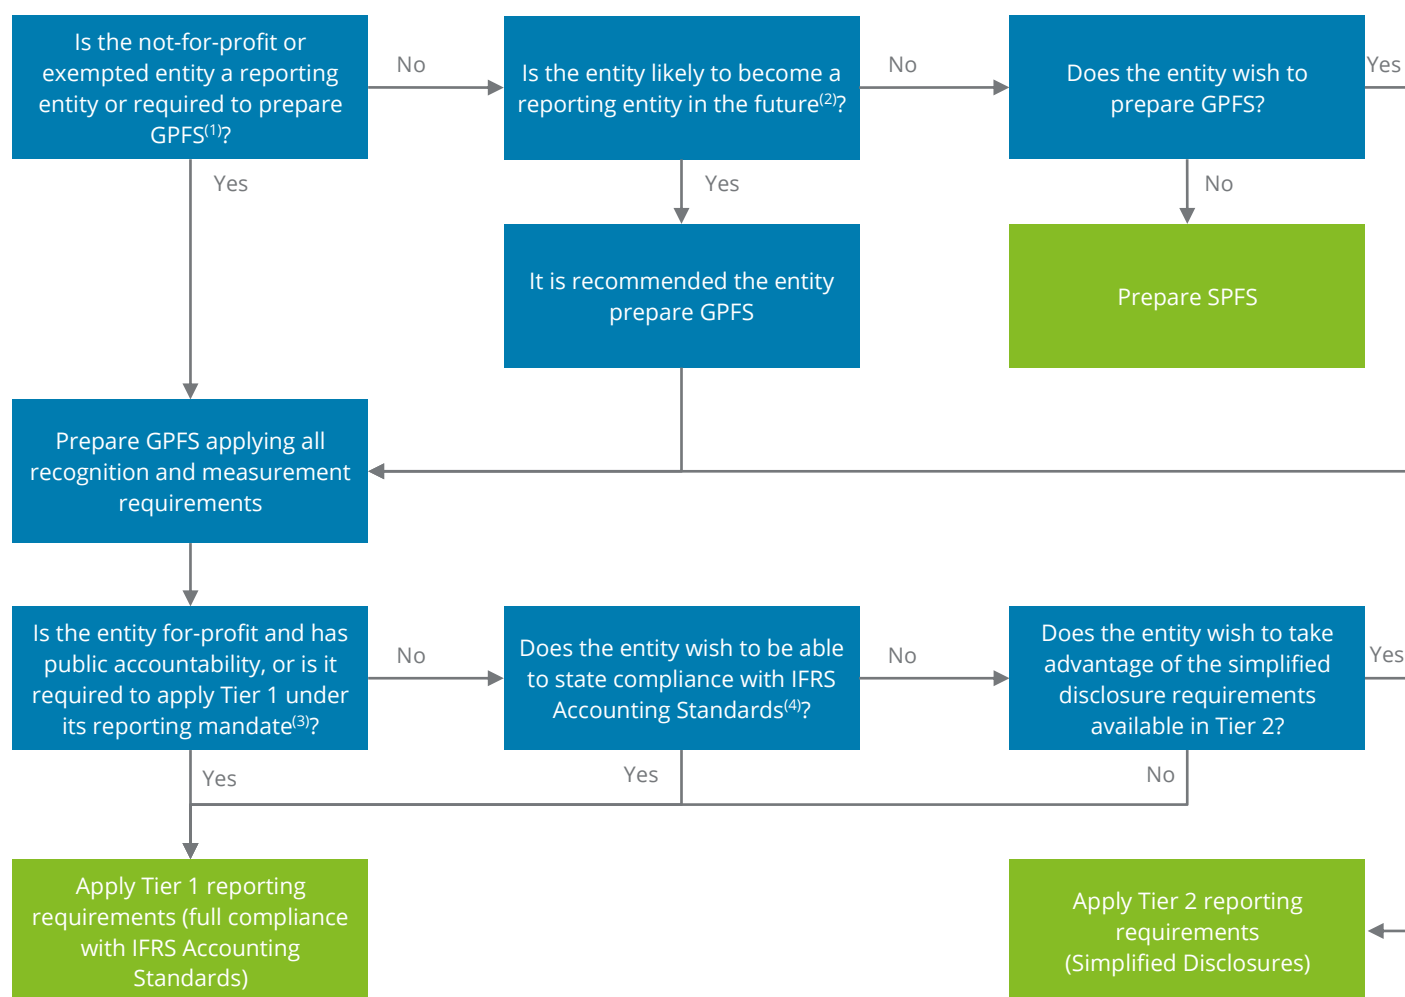 Is the not-for-profit or
exempted entity a reporting
entity or required to prepare
GPFS(1)?
No
Is the entity likely to become a
reporting entity in the future(2)?
No
Does the entity wish to
prepare GPFS?
Yes
Yes
Yes
No
It is recommended the entity
prepare GPFS
Prepare SPFS
Prepare GPFS applying all
recognition and measurement
requirements
Is the entity for-profit and has
public accountability, or is it
required to apply Tier 1 under
its reporting mandate(3)?
No
Does the entity wish to be able
to state compliance with IFRS
Accounting Standards(4)?
No
Does the entity wish to take
advantage of the simplified
disclosure requirements
available in Tier 2?
Yes
Yes
Yes
No
Apply Tier 1 reporting
requirements (full compliance
with IFRS Accounting
Standards)
Apply Tier 2 reporting
requirements
(Simplified Disclosures)